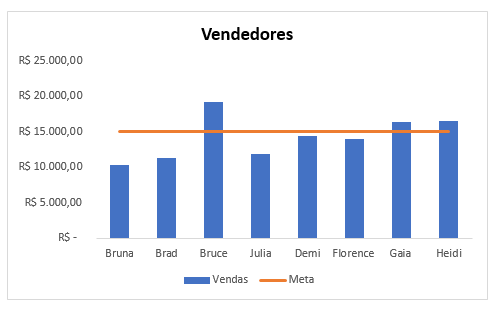 Vendedores
R$ 25.000,00
R$ 20.000,00
R$ 15.000,00
R$ 10.000,00
R$ 5.000,00
R$ -
Bruna Brad Bruce Julia Demi Florence Gaia Heidi
Vendas Meta